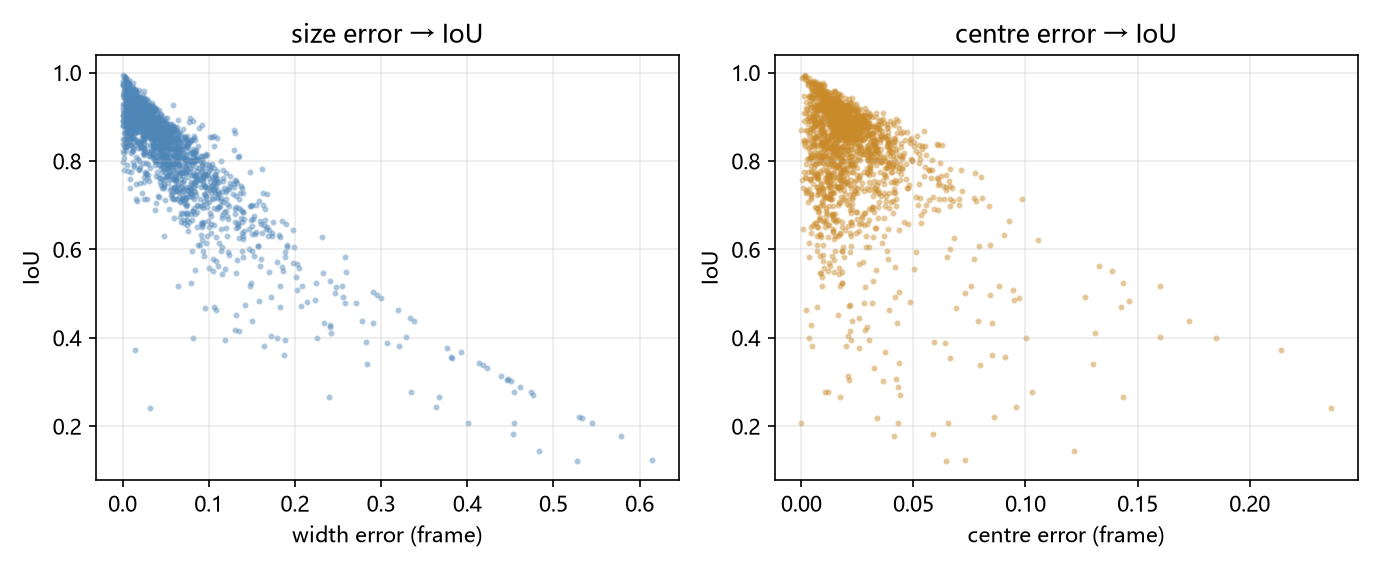 size error → IoU
1.0
0.8
0.6
0.4
0.2
IoU
0.0 0.1 0.2 0.3 0.4 0.5 0.6
width error (frame)
centre error → IoU
1.0
0.8
0.6
0.4
0.2
IoU
0.00 0.05 0.10 0.15 0.20
centre error (frame)